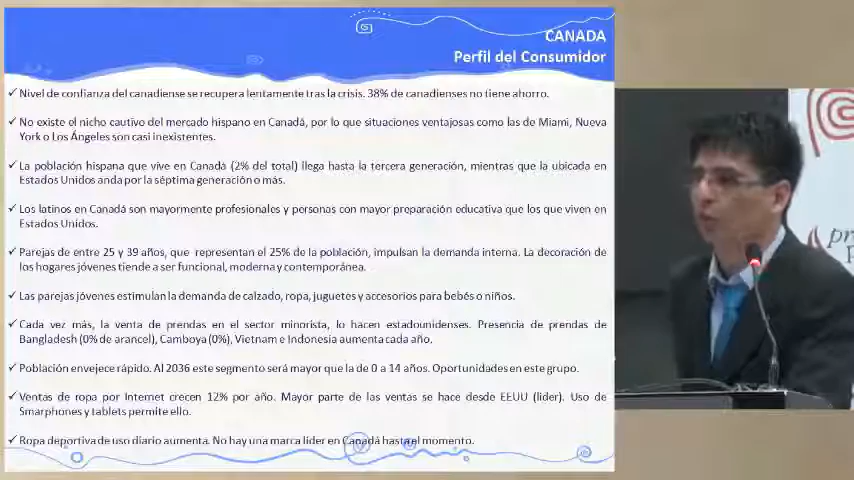 CANADA
Perfil del Consumidor
✓ Nivel de confianza del canadiense se recupera lentamente tras la crisis. 38% de canadienses no tiene ahorro.
✓ No existe el nicho cautivo del mercado hispano en Canadá, por lo que situaciones ventajosas como las de Miami, Nueva
York o Los Ángeles son casi inexistentes.
✓ La población hispana que vive en Canadá (2% del total) llega hasta la tercera generación, mientras que la ubicada en
Estados Unidos anda por la séptima generación o más.
✓ Los latinos en Canadá son mayormente profesionales y personas con mayor preparación educativa que los que viven en
Estados Unidos.
✓ Parejas de entre 25 y 39 años, que representan el 25% de la población, impulsan la demanda interna. La decoración de
los hogares jóvenes tiende a ser funcional, moderna y contemporánea.
✓ Las parejas jóvenes estimulan la demanda de calzado, ropa, juguetes y accesorios para bebés o niños.
✓ Cada vez más, la venta de prendas en el sector minorista, lo hacen estadounidenses. Presencia de prendas de
Bangladesh (0% de arancel), Camboya (0%), Vietnam e Indonesia aumenta cada año.
✓ Población envejece rápido. Al 2036 este segmento será mayor que la de 0 a 14 años. Oportunidades en este grupo.
✓ Ventas de ropa por Internet crecen 12% por año. Mayor parte de las ventas se hace desde EEUU (lider). Uso de
Smarphones y tablets permite ello.
✓ Ropa deportiva de uso diario aumenta. No hay una marca líder en Canadá hasta el momento.